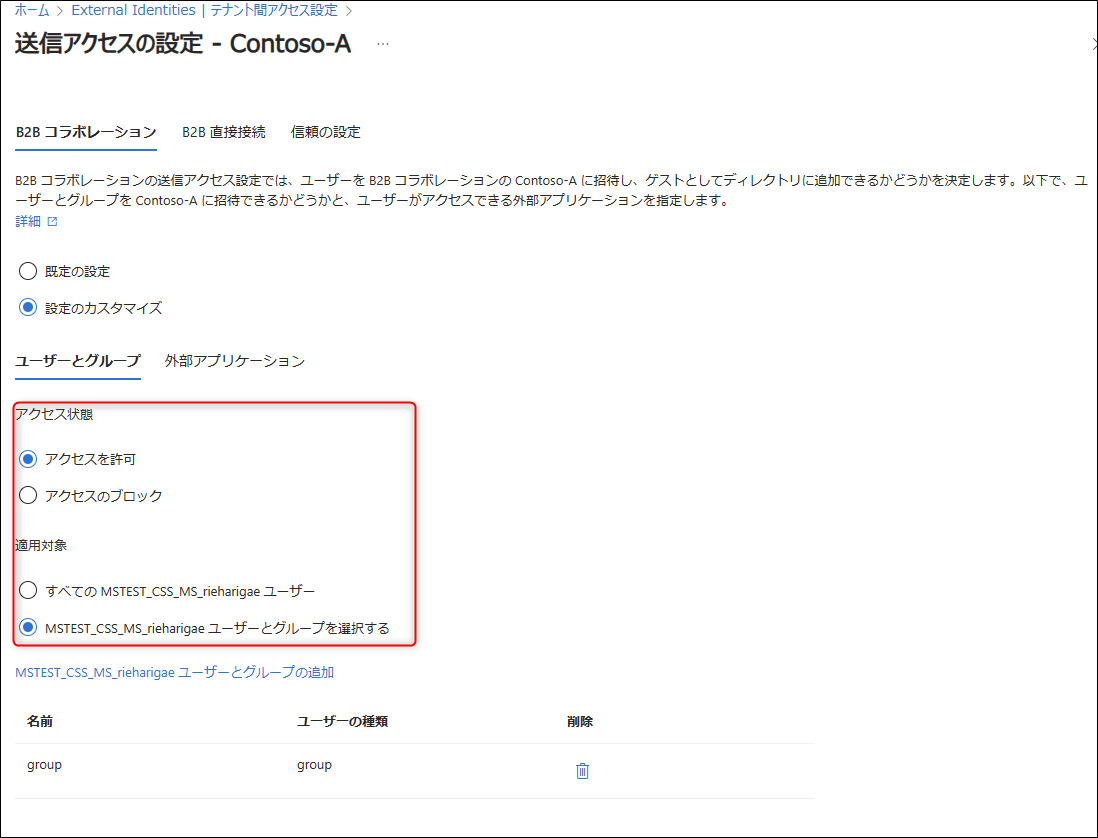 ホーム > External Identities | テナント間アクセス設定 >
送信アクセスの設定 - Contoso-A ...
B2B コラボレーション B2B 直接接続 信頼の設定
B2B コラボレーションの送信アクセス設定では、ユーザーを B2B コラボレーションの Contoso-A に招待し、ゲストとしてディレクトリに追加できるかどうかを決定します。以下で、ユ
ーザーとグループを Contoso-A に招待できるかどうかと、ユーザーがアクセスできる外部アプリケーションを指定します。
詳細
既定の設定
設定のカスタマイズ
ユーザーとグループ 外部アプリケーション
アクセス状態
アクセスを許可
アクセスのブロック
適用対象
すべての MSTEST_CSS_MS_rieharigae ユーザー
MSTEST_CSS_MS_rieharigae ユーザーとグループを選択する
MSTEST_CSS_MS_rieharigae ユーザーとグループの追加
名前 ユーザーの種類 削除
group group